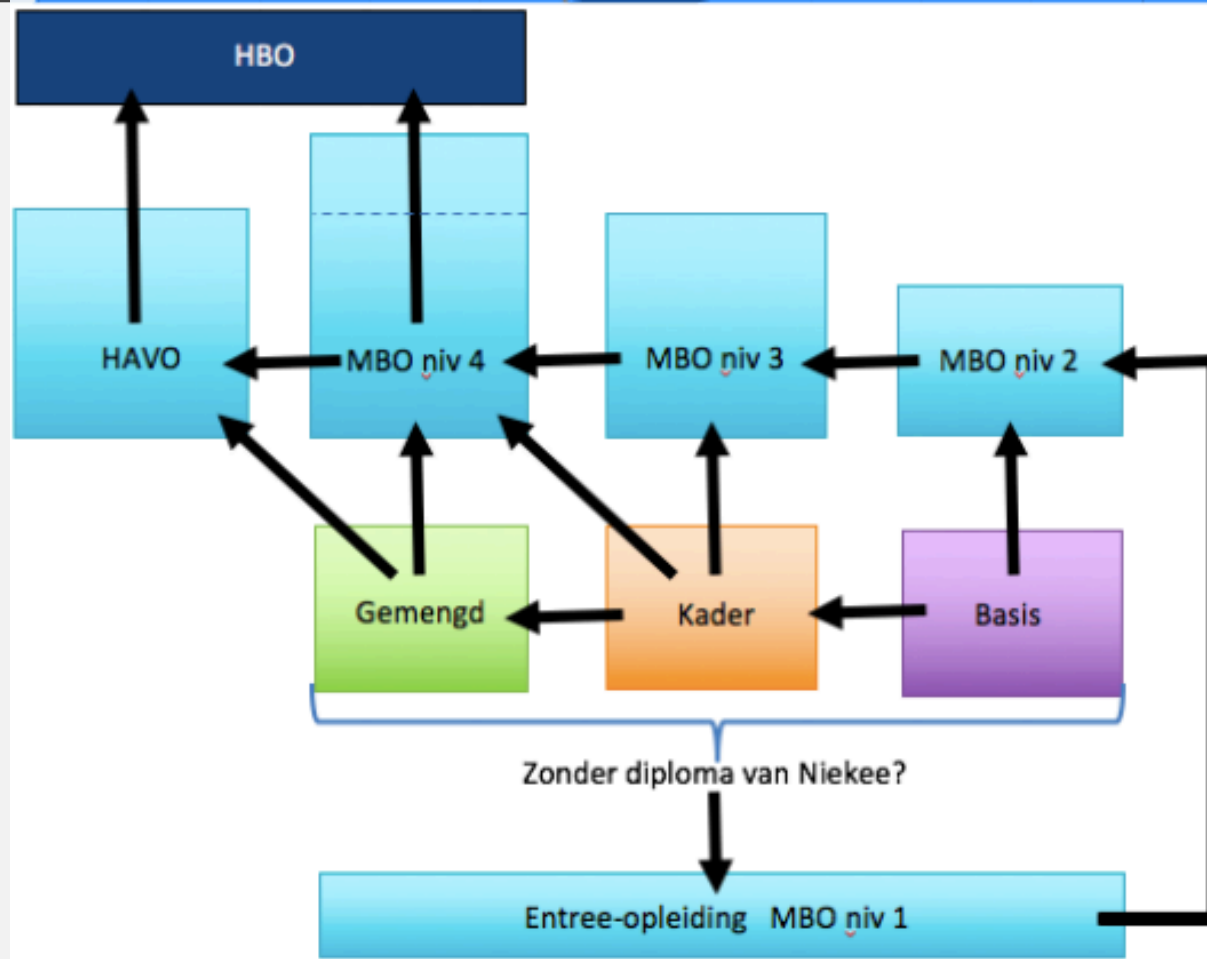 HBO
HAVO
MBO niv 4
MBO niv 3
MBO niv 2
Gemengd
Kader
Basis
Zonder diploma van Niekee?
Entree-opleiding MBO niv 1